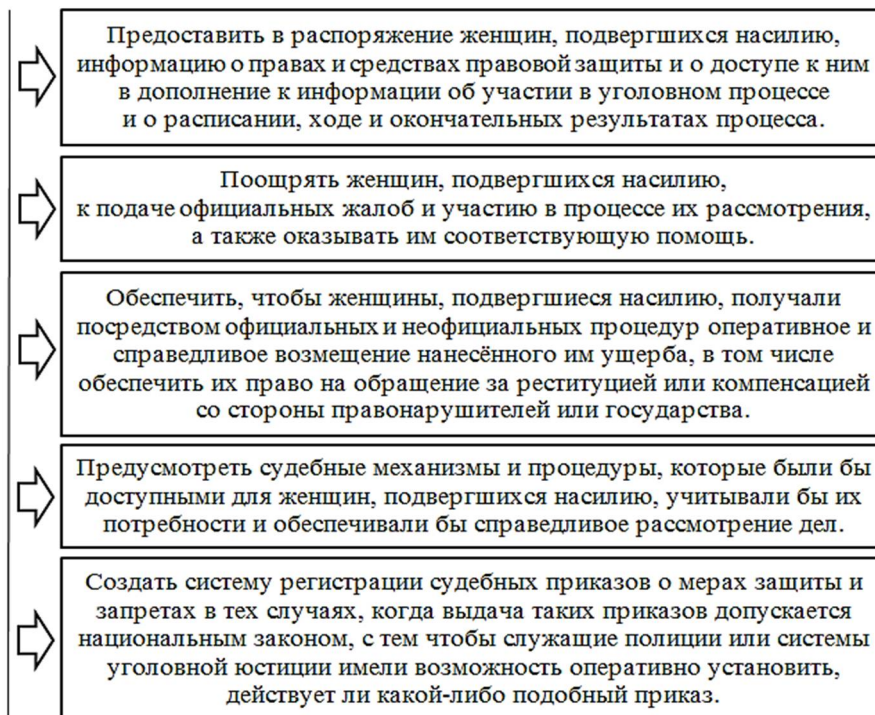 Предоставить в распоряжение женщин, подвергшихся насилию,
информацию о правах и средствах правовой защиты и о доступе к ним
в дополнение к информации об участии в уголовном процессе
и о расписании, ходе и окончательных результатах процесса.
Поощрять женщин, подвергшихся насилию,
к подаче официальных жалоб и участию в процессе их рассмотрения,
а также оказывать им соответствующую помощь.
Обеспечить, чтобы женщины, подвергшиеся насилию, получали
посредством официальных и неофициальных процедур оперативное и
справедливое возмещение нанесённого им ущерба, в том числе
обеспечить их право на обращение за реституцией или компенсацией
со стороны правонарушителей или государства.
Предусмотреть судебные механизмы и процедуры, которые были бы
доступными для женщин, подвергшихся насилию, учитывали бы их
потребности и обеспечивали бы справедливое рассмотрение дел.
Создать систему регистрации судебных приказов о мерах защиты и
запретах в тех случаях, когда выдача таких приказов допускается
национальным законом, с тем чтобы служащие полиции или системы
уголовной юстиции имели возможность оперативно установить,
действует ли какой-либо подобный приказ.